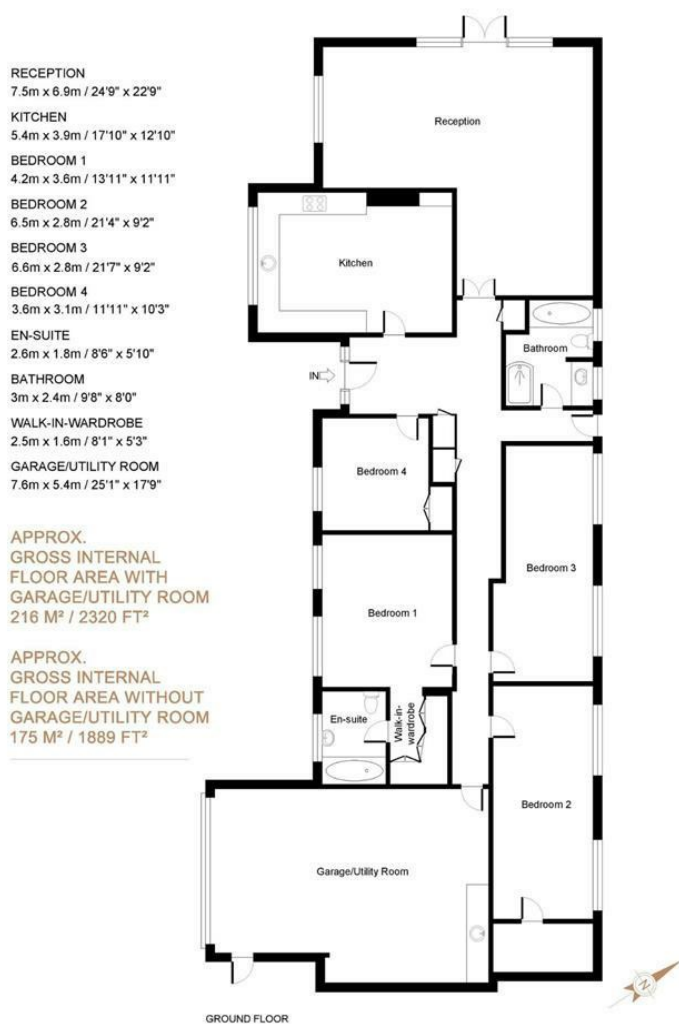 RECEPTION
7.5m x 6.9m / 24'9" x 22'9"
KITCHEN
5.4m x 3.9m / 17'10" x 12'10"
BEDROOM 1
4.2m x 3.6m / 13'11" x 11'11"
BEDROOM 2
6.5m x 2.8m / 21'4" x 9'2"
BEDROOM 3
6.6m x 2.8m / 21'7" x 9'2"
BEDROOM 4
3.6m x 3.1m / 11'11" x 10'3"
EN-SUITE
2.6m x 1.8m / 8'6" x 5'10"
BATHROOM
3m x 2.4m / 9'8" x 8'0"
WALK-IN-WARDROBE
2.5m x 1.6m / 8'1" x 5'3"
GARAGE/UTILITY ROOM
7.6m x 5.4m / 25'1" x 17'9"
APPROX.
GROSS INTERNAL
FLOOR AREA WITH
GARAGE/UTILITY ROOM
216 M² / 2320 FT²
APPROX.
GROSS INTERNAL
FLOOR AREA WITHOUT
GARAGE/UTILITY ROOM
175 M² / 1889 FT²
Reception
Kitchen
Bathroom
IN
Bedroom 4
Bedroom 3
Bedroom 1
En-suite
Walk-in-
wardrobe
Bedroom 2
Garage/Utility Room
N
GROUND FLOOR